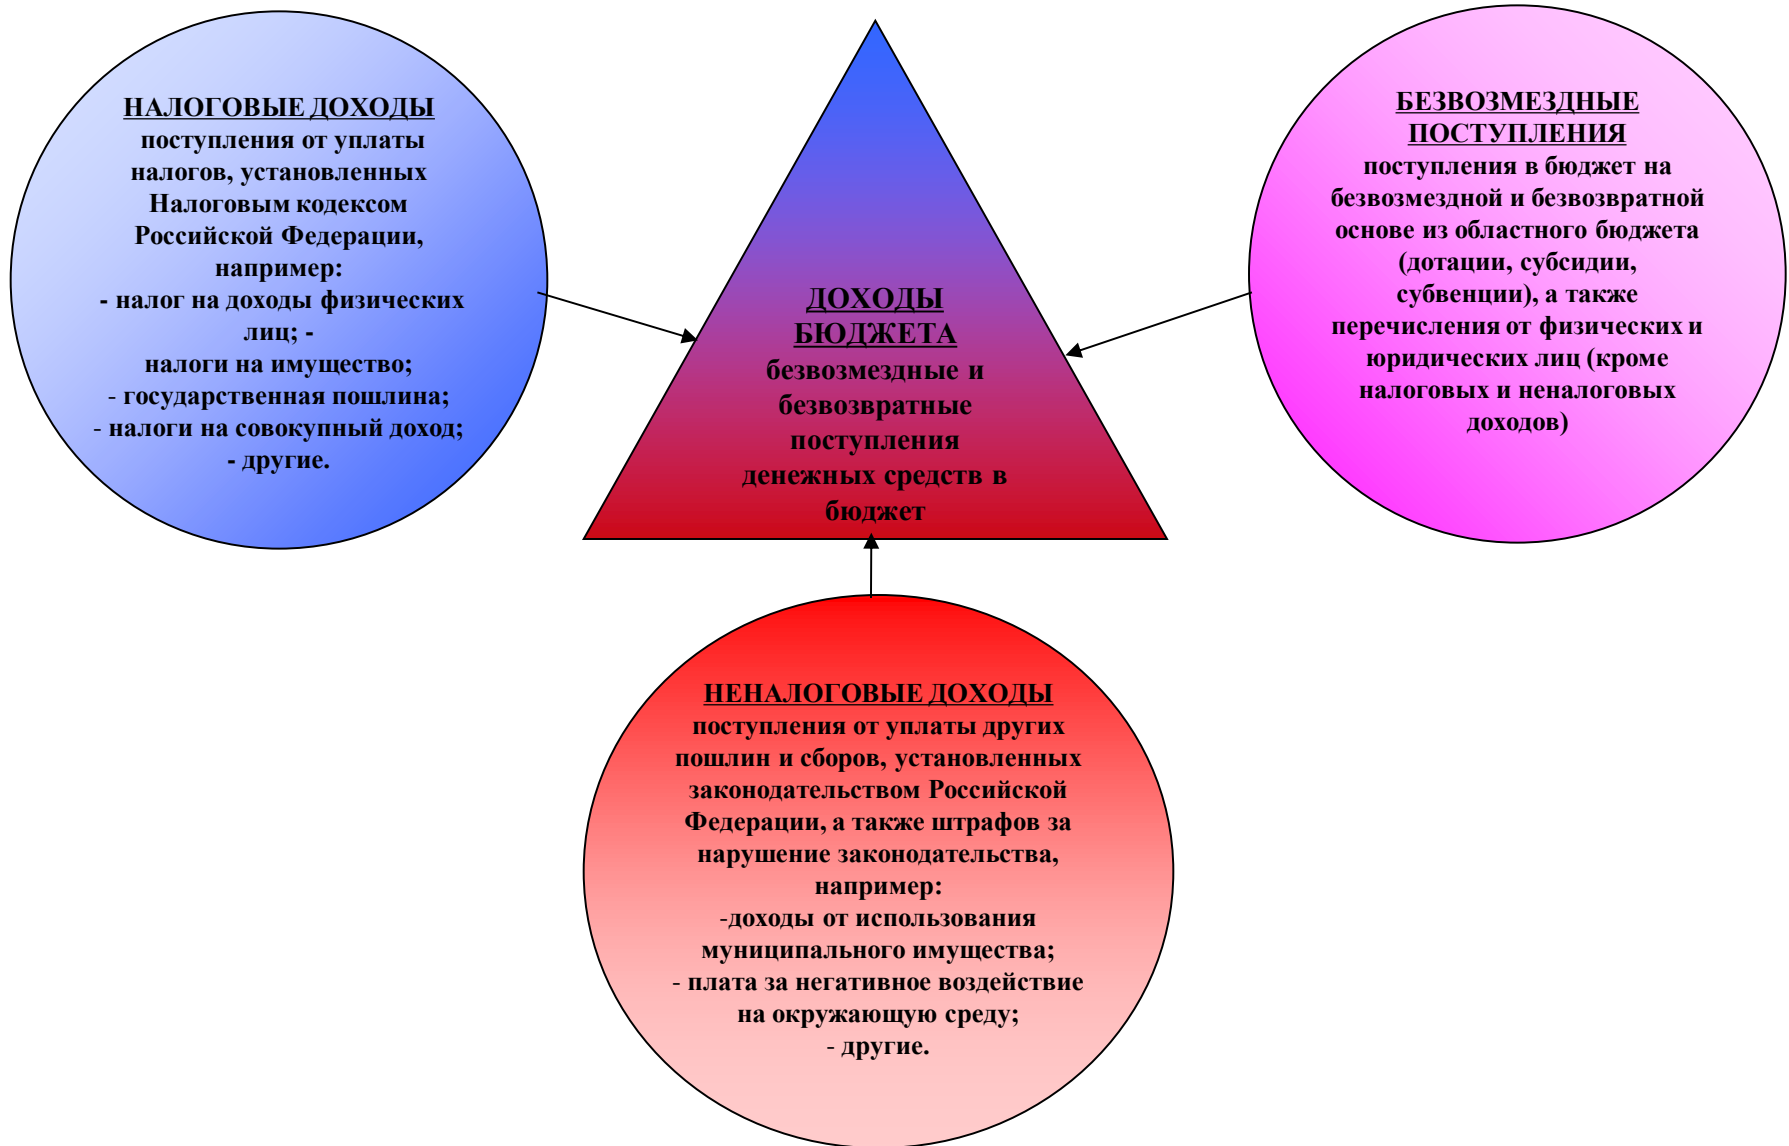 НАЛОГОВЫЕ ДОХОДЫ
поступления от уплаты
налогов, установленных
Налоговым кодексом
Российской Федерации,
например:
- налог на доходы физических
лиц; -
налоги на имущество;
- государственная пошлина;
- налоги на совокупный доход;
- другие.
ДОХОДЫ
БЮДЖЕТА
безвозмездные и
безвозвратные
поступления
денежных средств в
бюджет
БЕЗВОЗМЕЗДНЫЕ
ПОСТУПЛЕНИЯ
поступления в бюджет на
безвозмездной и безвозвратной
основе из областного бюджета
(дотации, субсидии,
субвенции), а также
перечисления от физических и
юридических лиц (кроме
налоговых и неналоговых
доходов)
НЕНАЛОГОВЫЕ ДОХОДЫ
поступления от уплаты других
пошлин и сборов, установленных
законодательством Российской
Федерации, а также штрафов за
нарушение законодательства,
например:
-доходы от использования
муниципального имущества;
- плата за негативное воздействие
на окружающую среду;
- другие.